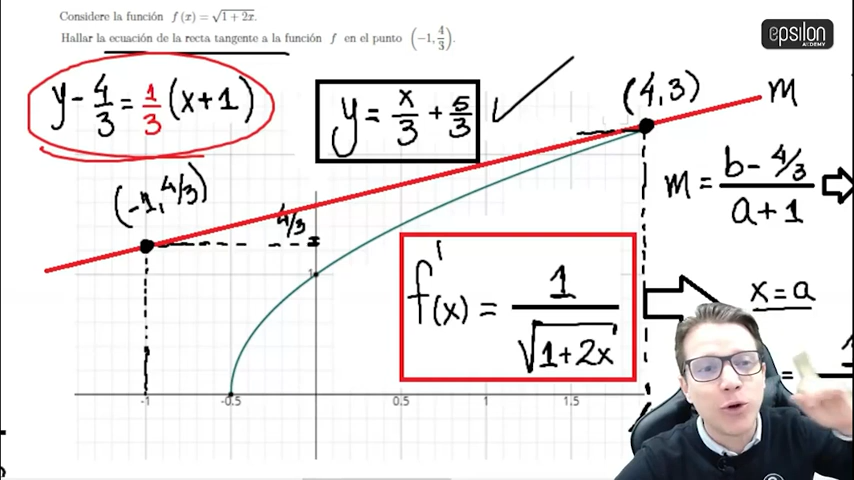 Considere la función f(x) = √1 + 2x.
Hallar la ecuación de la recta tangente a la función f en el punto (−1, 4/3).
epsilon
ACADEMY
y − 4/3 = 1/3 (x+1)
y = x/3 + 5/3
(4,3)
m
(-1, 4/3)
4/3
m = b − 4/3 / a + 1
f'(x) = 1 / √1+2x
x = a
1
=
1
-1
-0.5
0.5
1
1.5